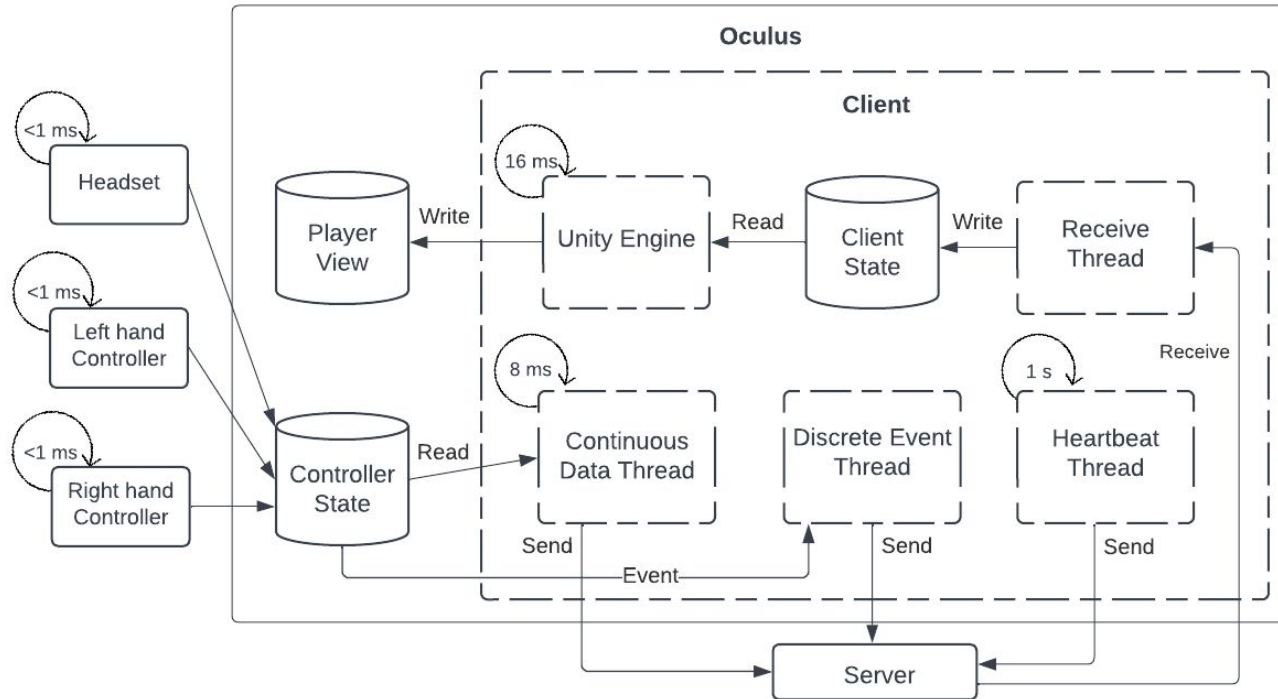 Oculus
Client
<1 ms
Headset
<1 ms
Left hand
Controller
<1 ms
Right hand
Controller
Player
View
Write
16 ms
Unity Engine
Read
Client
State
Write
Receive
Thread
Receive
Controller
State
Read
8 ms
Continuous
Data Thread
Discrete Event
Thread
1 s
Heartbeat
Thread
Send
Event
Send
Send
Server